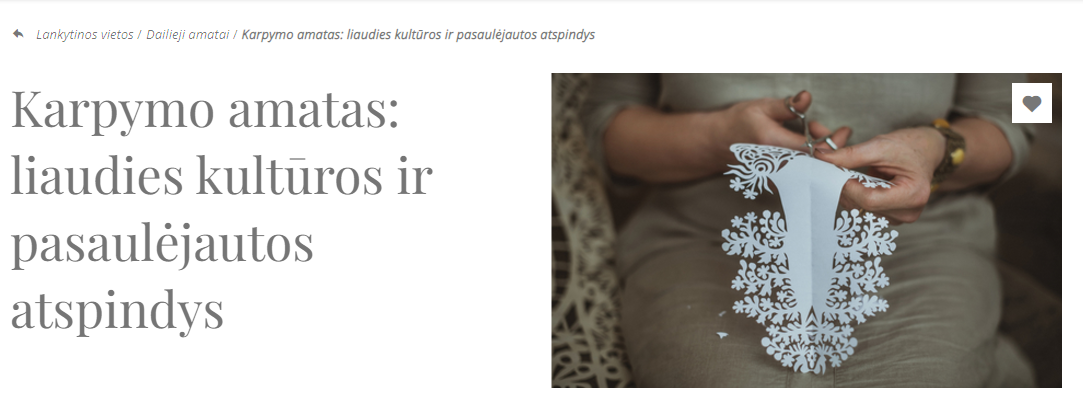 Lankytinos vietos / Dailieji amatai / Karpymo amatas: liaudies kultūros ir pasaulėjautos atspindys
Karpymo amatas:
liaudies kultūros ir
pasaulėjautos
atspindys